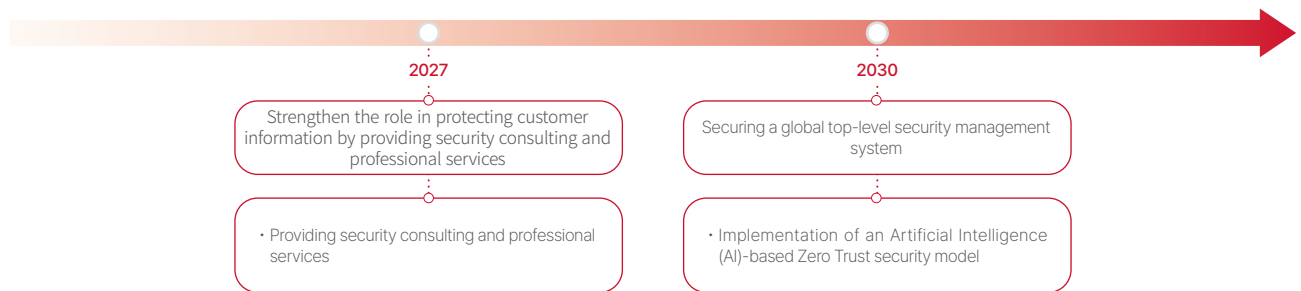 2027
Strengthen the role in protecting customer
information by providing security consulting and
professional services
・Providing security consulting and professional
services
2030
Securing a global top-level security management
system
・Implementation of an Artificial Intelligence
(AI)-based Zero Trust security model